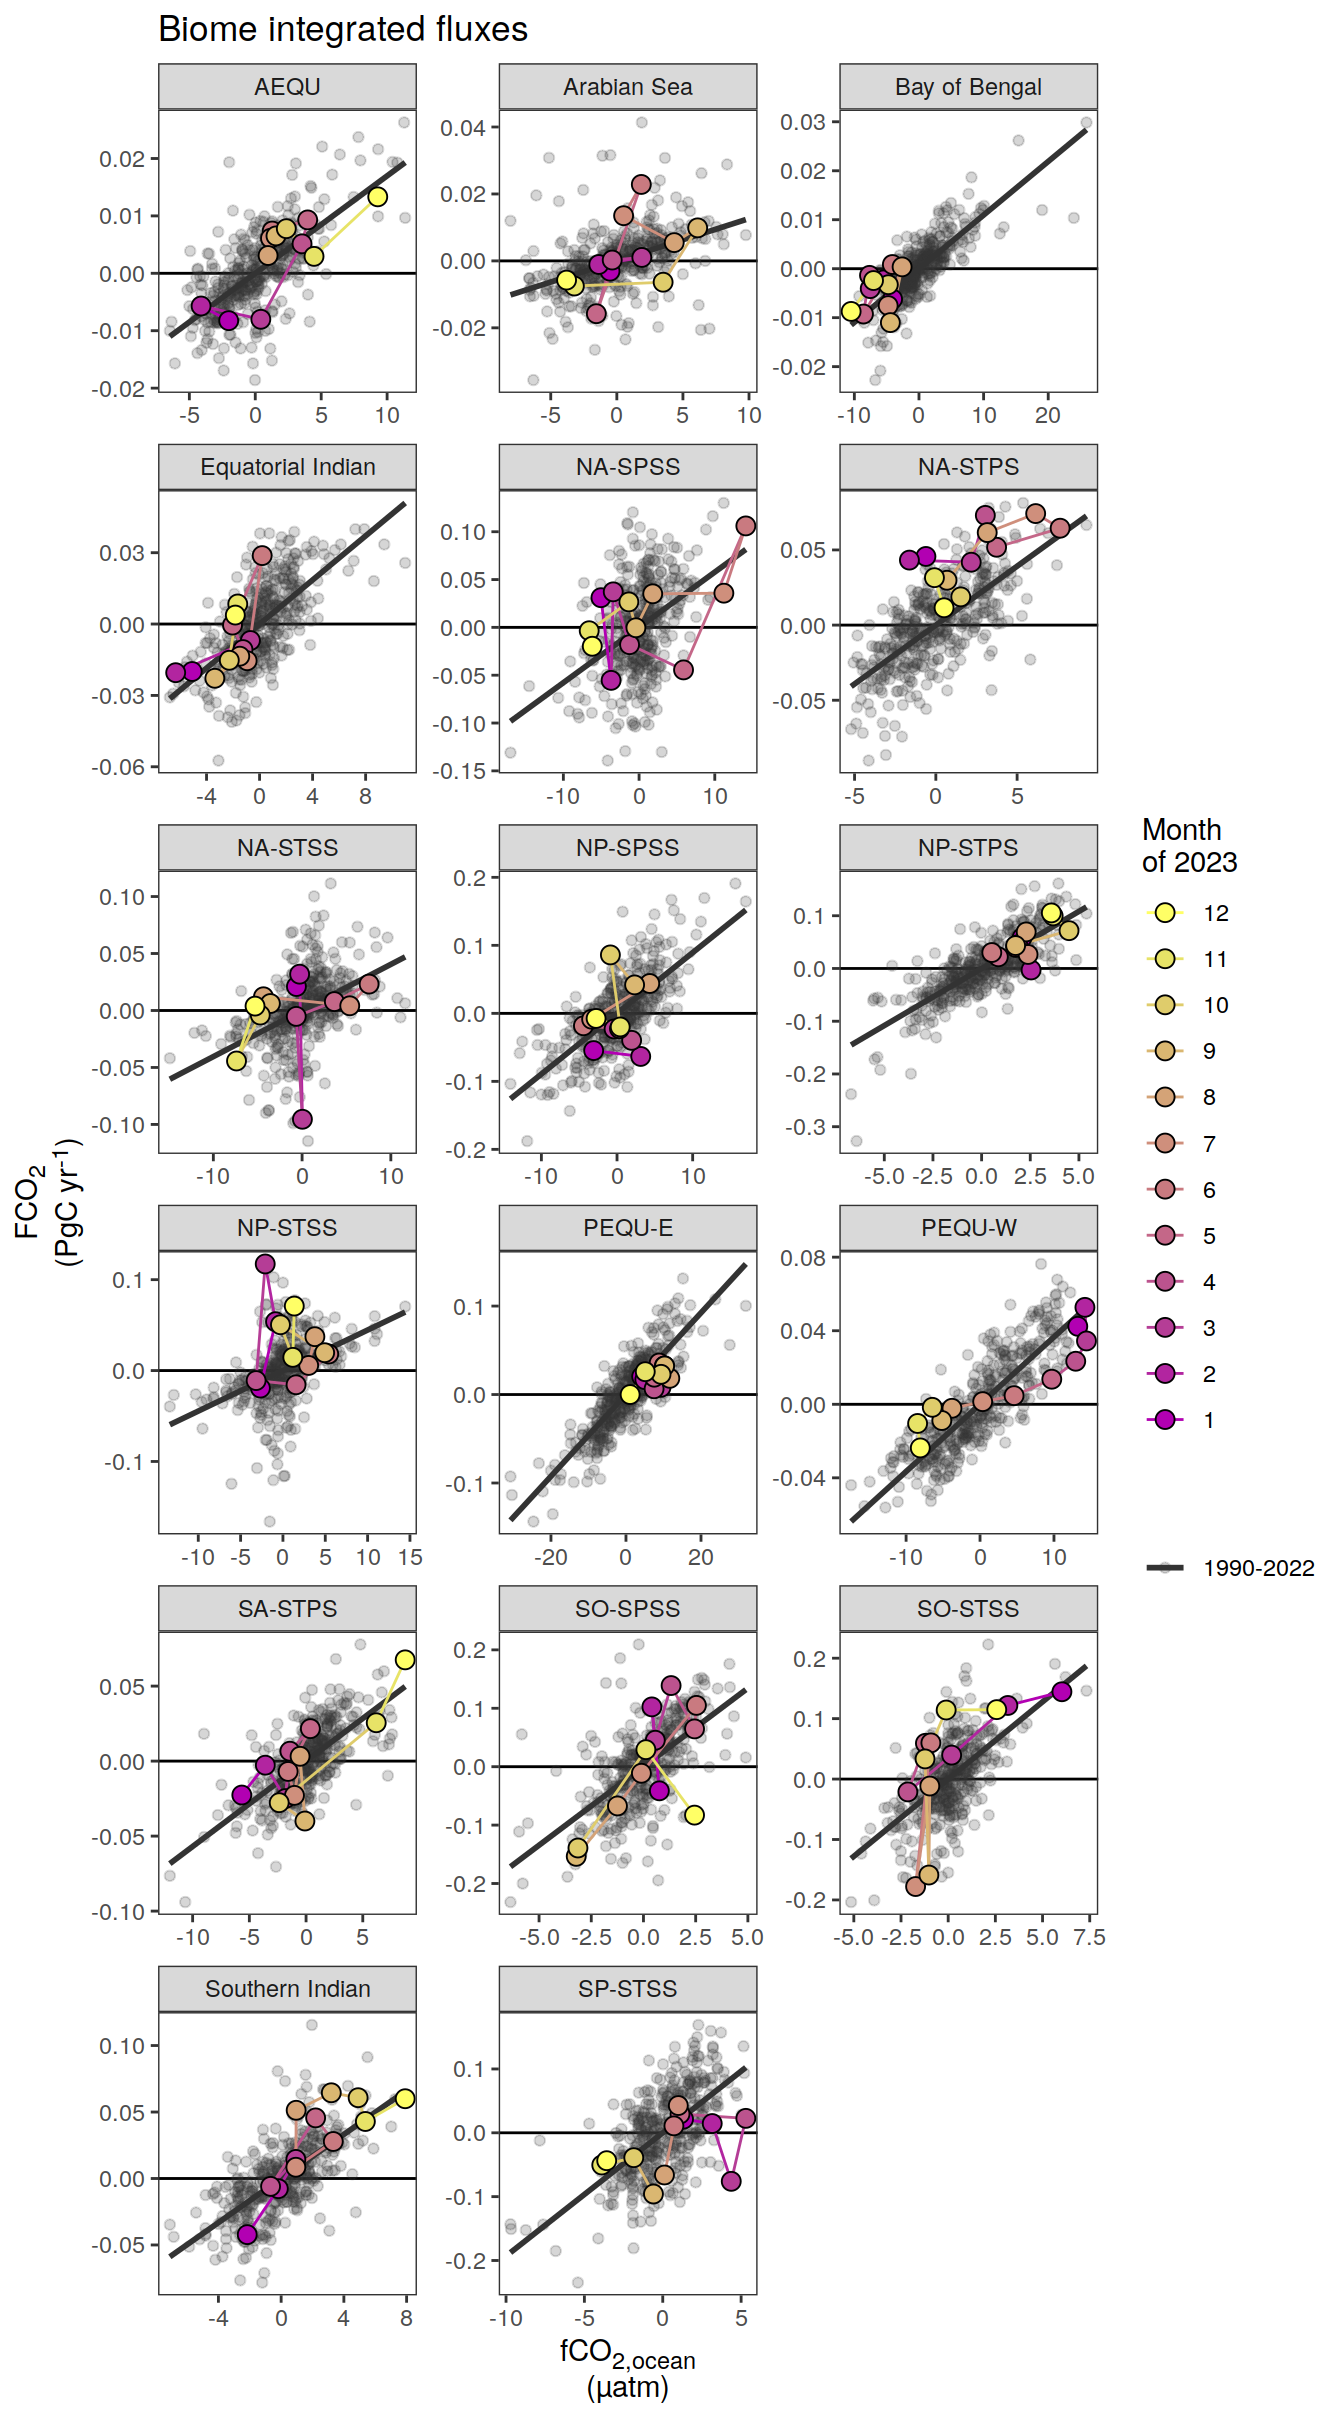 Biome integrated fluxes
AEQU
Arabian Sea
Bay of Bengal
0.02
0.01
0.00
-0.01
-0.02
0.04
0.02
0.00
-0.02
0.03
0.02
0.01
0.00
-0.01
-0.02
-5 0 5 10
-5 0 5 10
-10 0 10 20
Equatorial Indian
NA-SPSS
NA-STPS
0.03
0.00
-0.03
-0.06
0.10
0.05
0.00
-0.05
-0.10
-0.15
0.05
0.00
-0.05
-4 0 4 8
-10 0 10
-5 0 5
NA-STSS
NP-SPSS
NP-STPS
0.10
0.05
0.00
-0.05
-0.10
0.2
0.1
0.0
-0.1
-0.2
0.1
0.0
-0.1
-0.2
-0.3
-10 0 10
-10 0 10
-5.0 -2.5 0.0 2.5 5.0
NP-STSS
PEQU-E
PEQU-W
0.1
0.0
-0.1
0.1
0.0
-0.1
0.08
0.04
0.00
-0.04
-10 -5 0 5 10 15
-20 0 20
-10 0 10
SA-STPS
SO-SPSS
SO-STSS
0.05
0.00
-0.05
-0.10
0.2
0.1
0.0
-0.1
-0.2
0.2
0.1
0.0
-0.1
-0.2
-10 -5 0 5
-5.0 -2.5 0.0 2.5 5.0
-5.0 -2.5 0.0 2.5 5.0 7.5
Southern Indian
SP-STSS
0.10
0.05
0.00
-0.05
0.1
0.0
-0.1
-0.2
-4 0 4 8
-10 -5 0 5
FCO2
(PgC yr-1)
fCO2,ocean
(µatm)
Month
of 2023
12
11
10
9
8
7
6
5
4
3
2
1
1990-2022